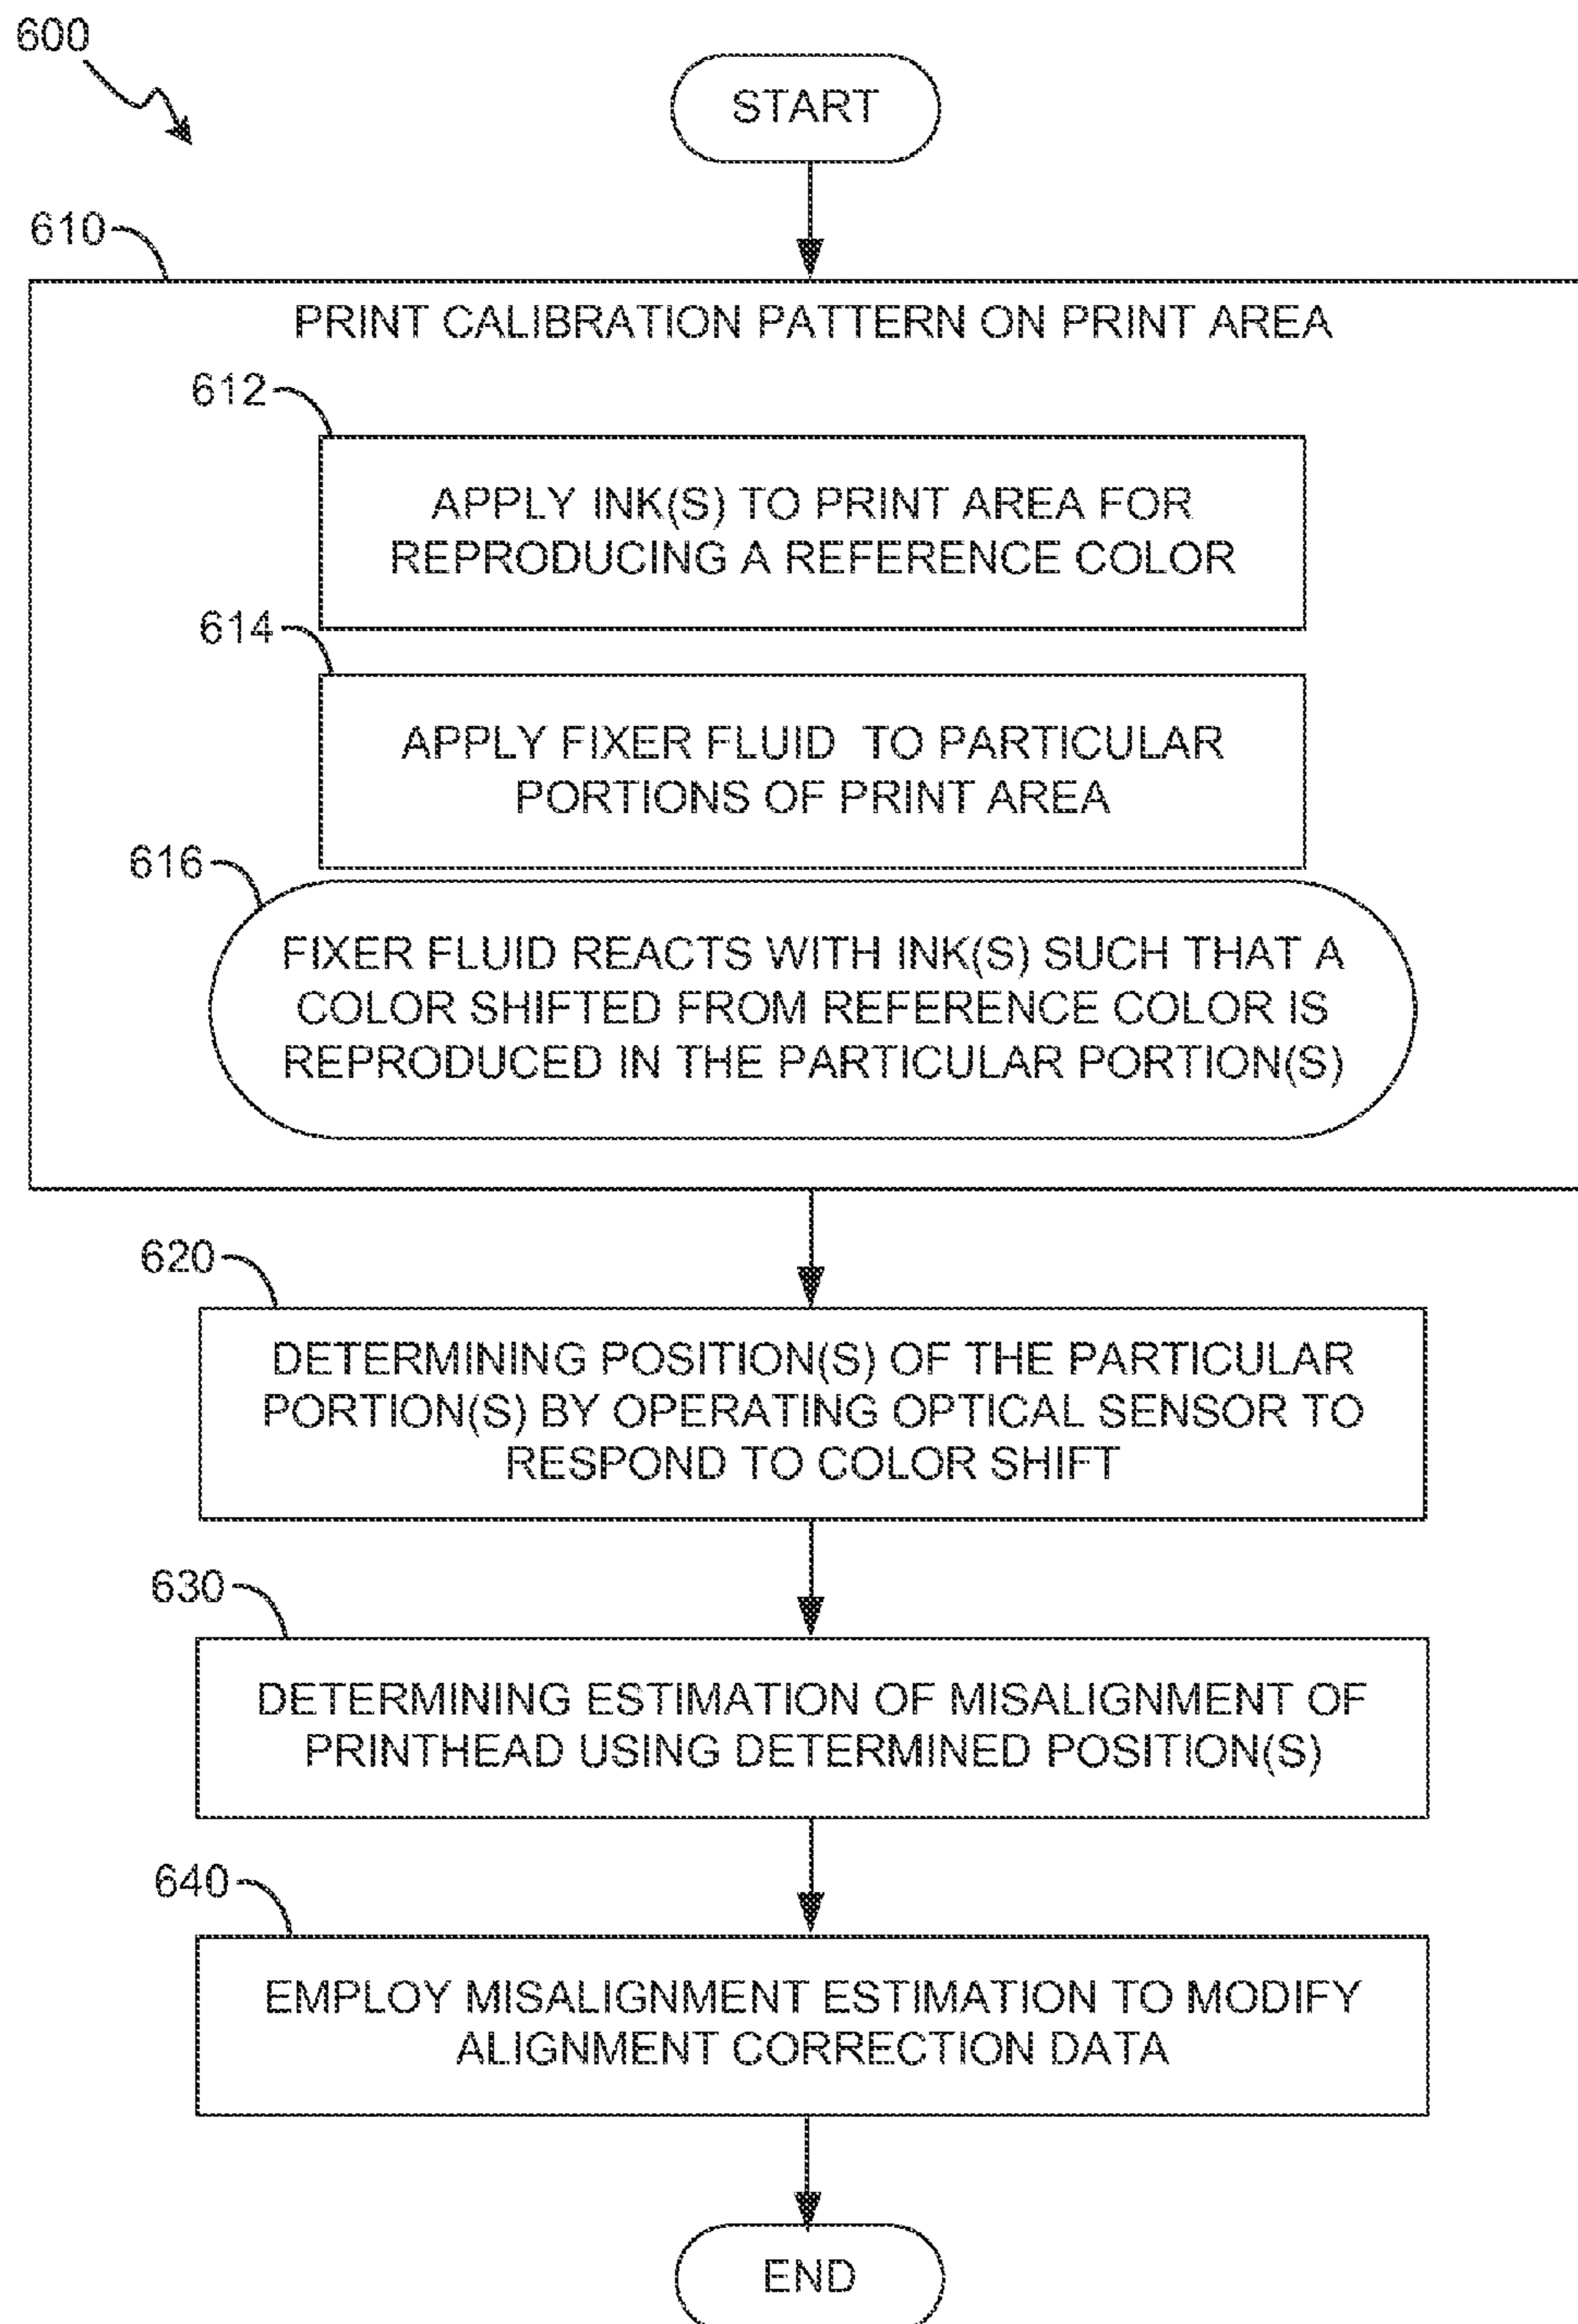 600
START
610
PRINT CALIBRATION PATTERN ON PRINT AREA
612
APPLY INK(S) TO PRINT AREA FOR
REPRODUCING A REFERENCE COLOR
614
APPLY FIXER FLUID TO PARTICULAR
PORTIONS OF PRINT AREA
616
FIXER FLUID REACTS WITH INK(S) SUCH THAT A
COLOR SHIFTED FROM REFERENCE COLOR IS
REPRODUCED IN THE PARTICULAR PORTION(S)
620
DETERMINING POSITION(S) OF THE PARTICULAR
PORTION(S) BY OPERATING OPTICAL SENSOR TO
RESPOND TO COLOR SHIFT
630
DETERMINING ESTIMATION OF MISALIGNMENT OF
PRINTHEAD USING DETERMINED POSITION(S)
640
EMPLOY MISALIGNMENT ESTIMATION TO MODIFY
ALIGNMENT CORRECTION DATA
END